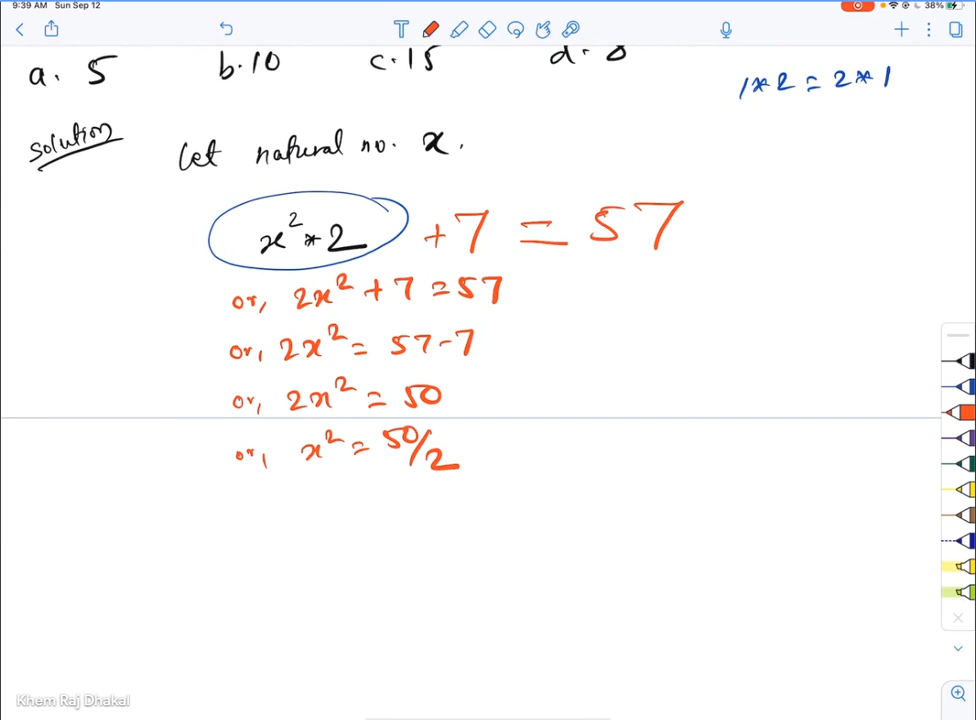 9:39 AM Sun Sep 12
38%
a. 5 b. 10 c. 15 d. 8
1*2 = 2*1
solution
Let natural no. x.
x²*2 +7 = 57
or, 2x² + 7 = 57
or, 2x² = 57-7
or, 2x² = 50
or, x² = 50/2
Khem Raj Dhakal